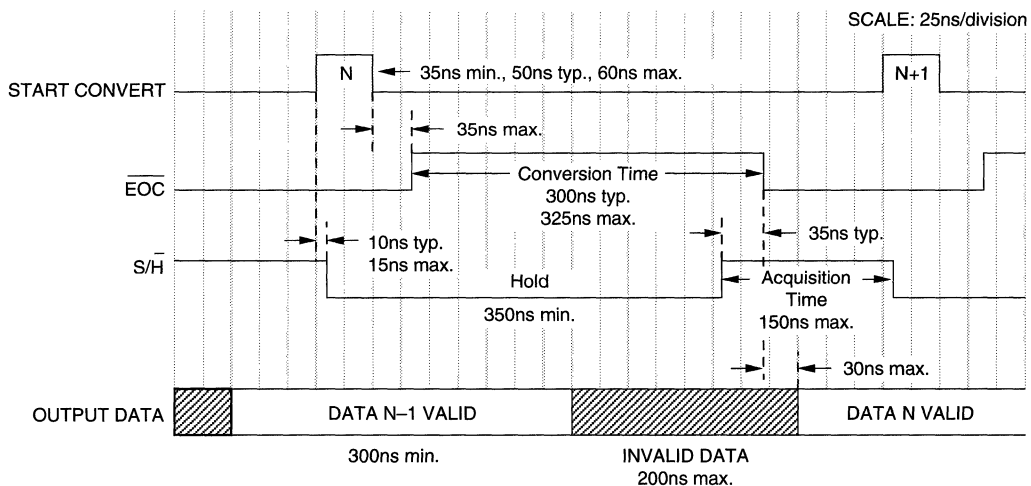 SCALE: 25ns/division
START CONVERT
N
35ns min., 50ns typ., 60ns max.
N+1
35ns max.
EOC
Conversion Time
300ns typ.
325ns max.
10ns typ.
15ns max.
35ns typ.
S/H
Hold
350ns min.
Acquisition
Time
150ns max.
30ns max.
OUTPUT DATA
DATA N–1 VALID
DATA N VALID
300ns min.
INVALID DATA
200ns max.